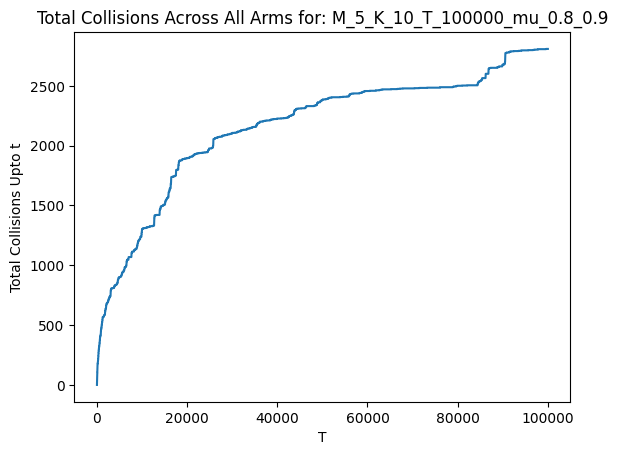 Total Collisions Across All Arms for: M_5_K_10_T_100000_mu_0.8_0.9
Total Collisions Upto t
2500
2000
1500
1000
500
0
0 20000 40000 60000 80000 100000
T